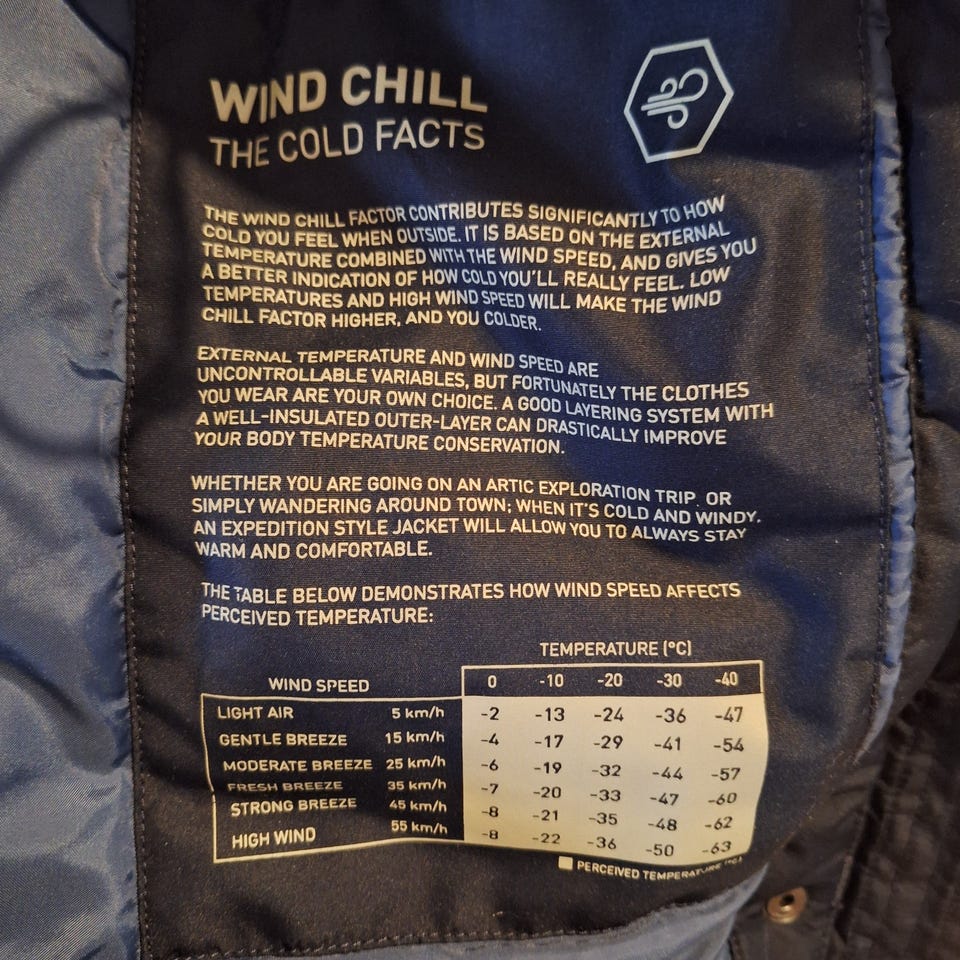 WIND CHILL
THE COLD FACTS
THE WIND CHILL FACTOR CONTRIBUTES SIGNIFICANTLY TO HOW
COLD YOU FEEL WHEN OUTSIDE. IT IS BASED ON THE EXTERNAL
TEMPERATURE COMBINED WITH THE WIND SPEED, AND GIVES YOU
A BETTER INDICATION OF HOW COLD YOU'LL REALLY FEEL. LOW
TEMPERATURES AND HIGH WIND SPEED WILL MAKE THE WIND
CHILL FACTOR HIGHER, AND YOU COLDER.
EXTERNAL TEMPERATURE AND WIND SPEED ARE
UNCONTROLLABLE VARIABLES, BUT FORTUNATELY THE CLOTHES
YOU WEAR ARE YOUR OWN CHOICE. A GOOD LAYERING SYSTEM WITH
A WELL-INSULATED OUTER-LAYER CAN DRASTICALLY IMPROVE
YOUR BODY TEMPERATURE CONSERVATION.
WHETHER YOU ARE GOING ON AN ARTIC EXPLORATION TRIP OR
SIMPLY WANDERING AROUND TOWN; WHEN IT'S COLD AND WINDY.
AN EXPEDITION STYLE JACKET WILL ALLOW YOU TO ALWAYS STAY
WARM AND COMFORTABLE.
THE TABLE BELOW DEMONSTRATES HOW WIND SPEED AFFECTS
PERCEIVED TEMPERATURE:
TEMPERATURE (°C)
WIND SPEED 0 -10 -20 -30 -40
LIGHT AIR 5 km/h -2 -13 -24 -36 -47
GENTLE BREEZE 15 km/h -4 -17 -29 -41 -54
MODERATE BREEZE 25 km/h -6 -19 -32 -44 -57
FRESH BREEZE 35 km/h -7 -20 -33 -47 -60
STRONG BREEZE 45 km/h -8 -21 -35 -48 -62
HIGH WIND 55 km/h -8 -22 -36 -50 -63
PERCEIVED TEMPERATURE (°C)